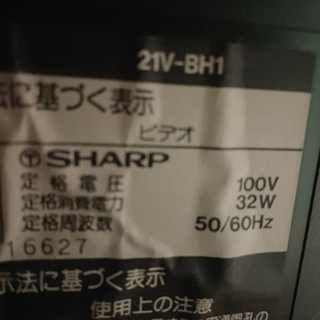 21V-BH1
法に基づく表示
ビデオ
SHARP
定格電圧 100V
定格消費電力 32W
定格周波数 50/60Hz
16627
示法に基づく表示
使用上の注意